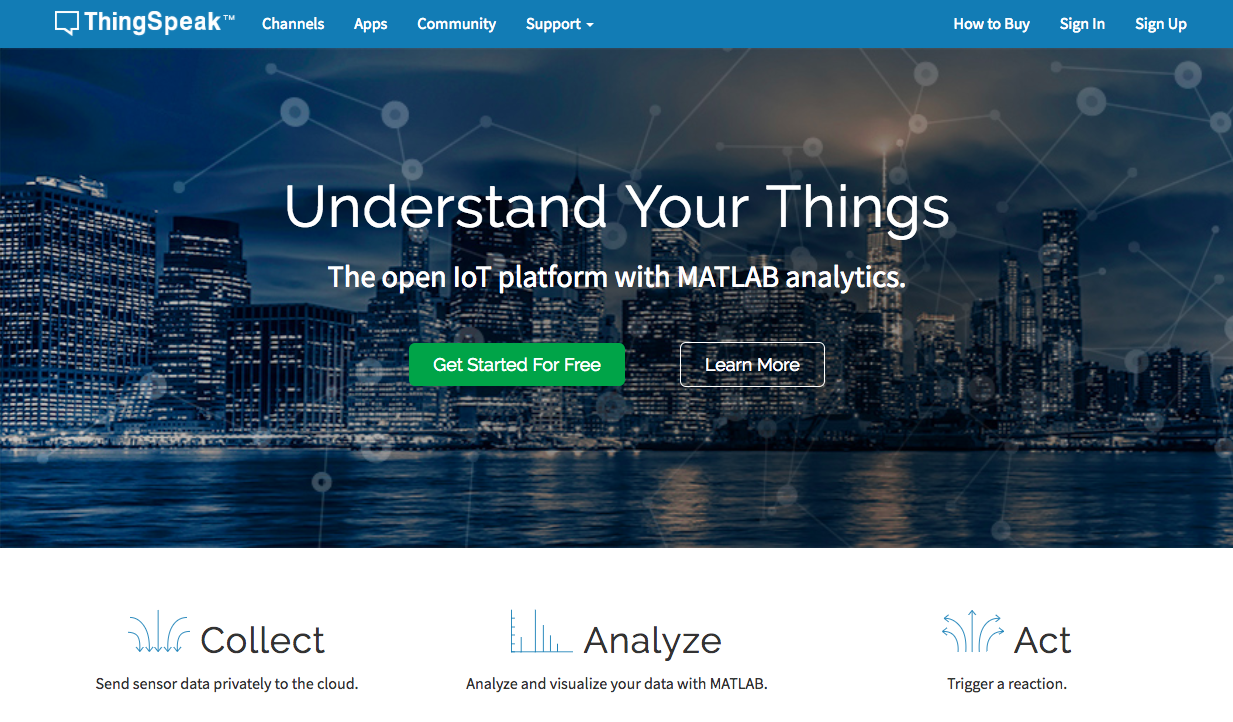 ThingSpeak™ Channels Apps Community Support How to Buy Sign In Sign Up
Understand Your Things
The open IoT platform with MATLAB analytics.
Get Started For Free Learn More
Collect Analyze Act
Send sensor data privately to the cloud. Analyze and visualize your data with MATLAB. Trigger a reaction.